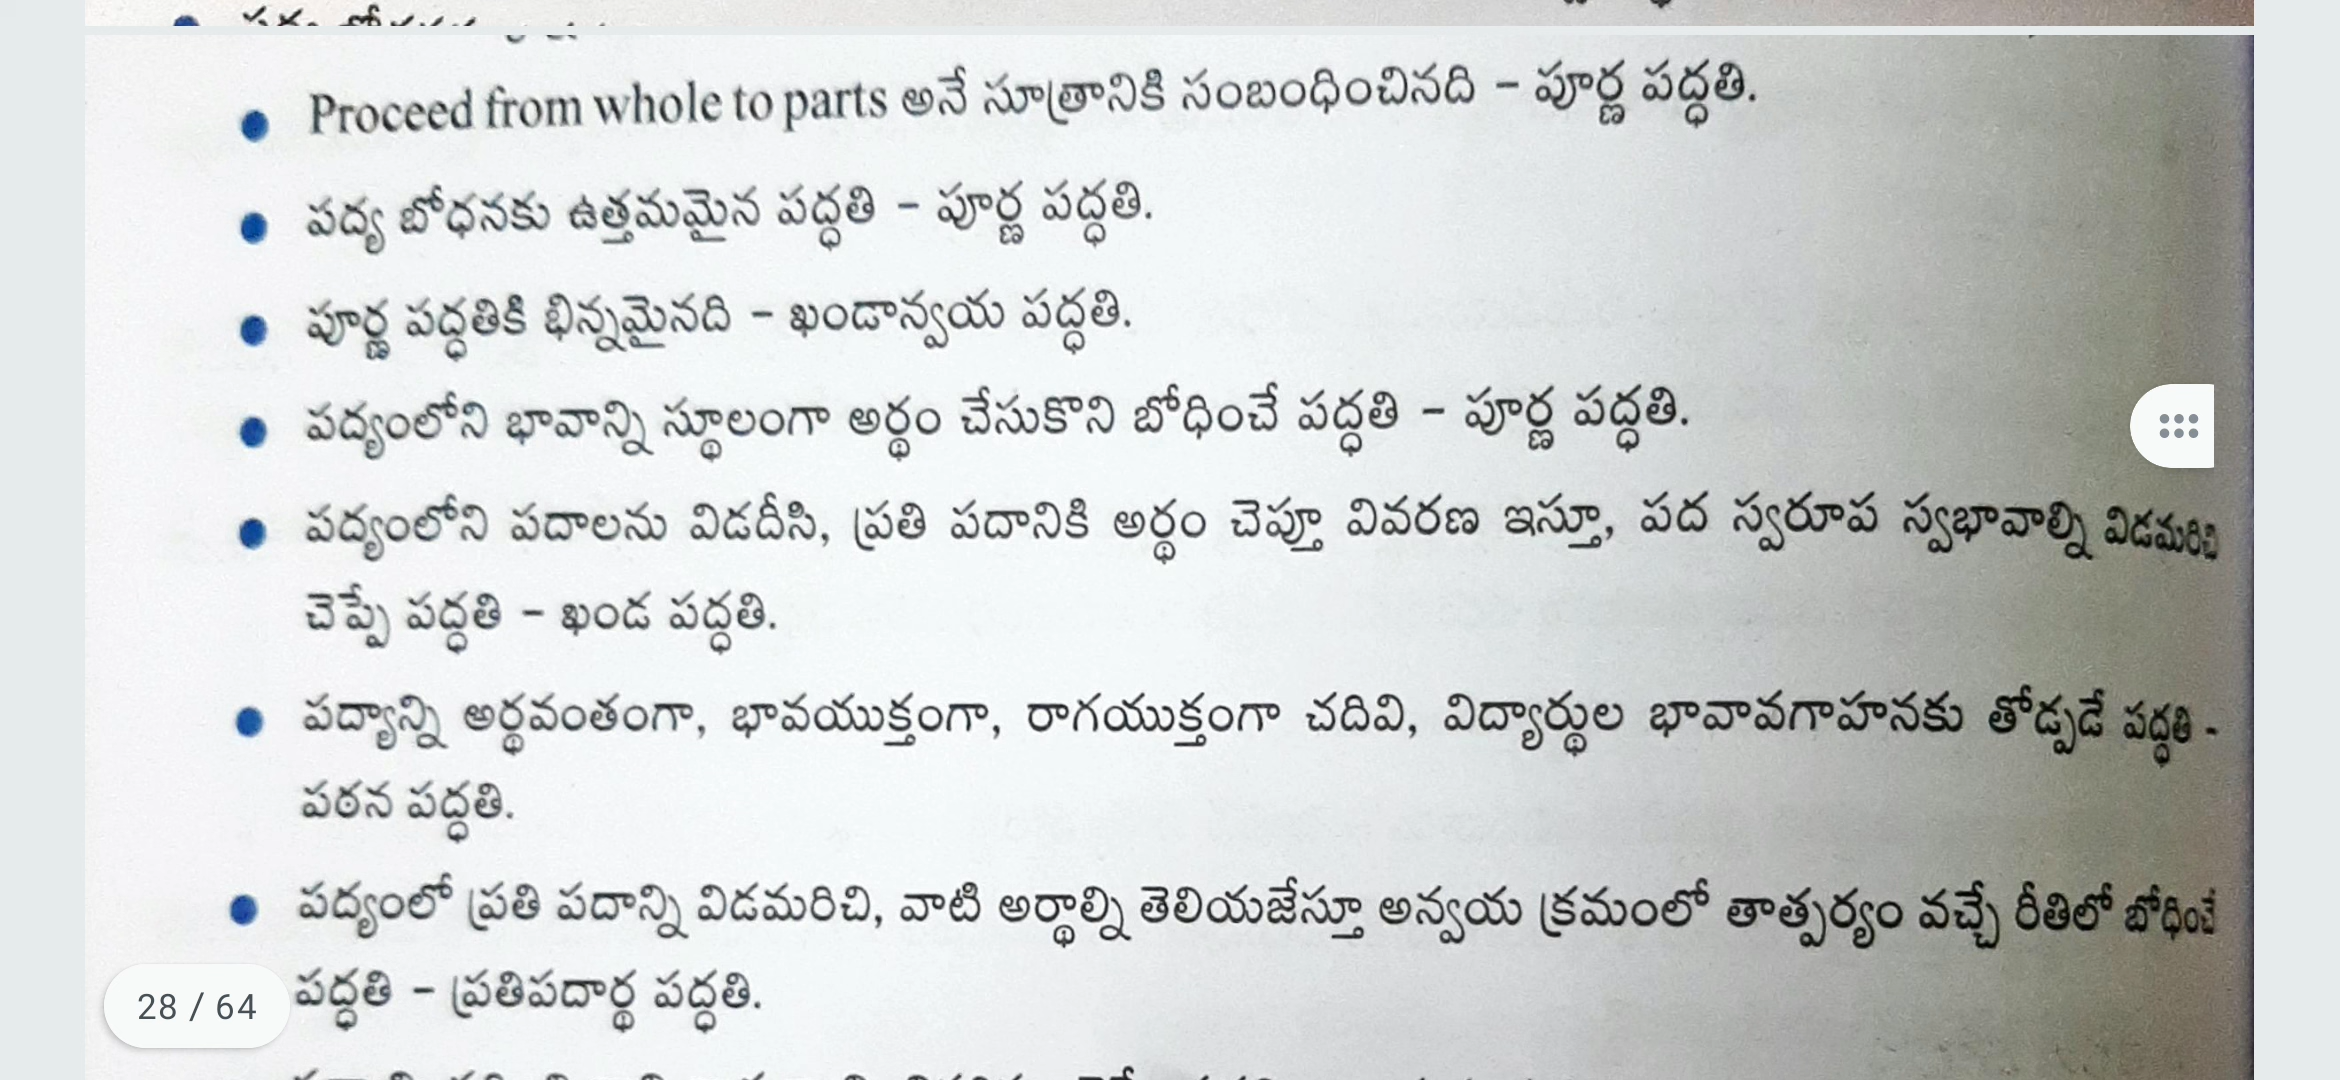 Proceed from whole to parts అనే సూత్రానికి సంబంధించినది – పూర్ణ పద్ధతి.
పద్య బోధనకు ఉత్తమమైన పద్ధతి – పూర్ణ పద్ధతి.
పూర్ణ పద్ధతికి భిన్నమైనది – ఖండాన్వయ పద్ధతి.
పద్యంలోని భావాన్ని స్థూలంగా అర్థం చేసుకొని బోధించే పద్ధతి – పూర్ణ పద్ధతి.
పద్యంలోని పదాలను విడదీసి, ప్రతి పదానికి అర్థం చెప్తూ వివరణ ఇస్తూ, పద స్వరూప స్వభావాల్ని విడమరిచి
చెప్పే పద్ధతి – ఖండ పద్ధతి.
పద్యాన్ని అర్థవంతంగా, భావయుక్తంగా, రాగయుక్తంగా చదివి, విద్యార్థుల భావావగాహనకు తోడ్పడే పద్ధతి -
పఠన పద్ధతి.
పద్యంలో ప్రతి పదాన్ని విడమరిచి, వాటి అర్థాల్ని తెలియజేస్తూ అన్వయ క్రమంలో తాత్పర్యం వచ్చే రీతిలో బోధించే
పద్ధతి – ప్రతిపదార్థ పద్ధతి.
28 / 64